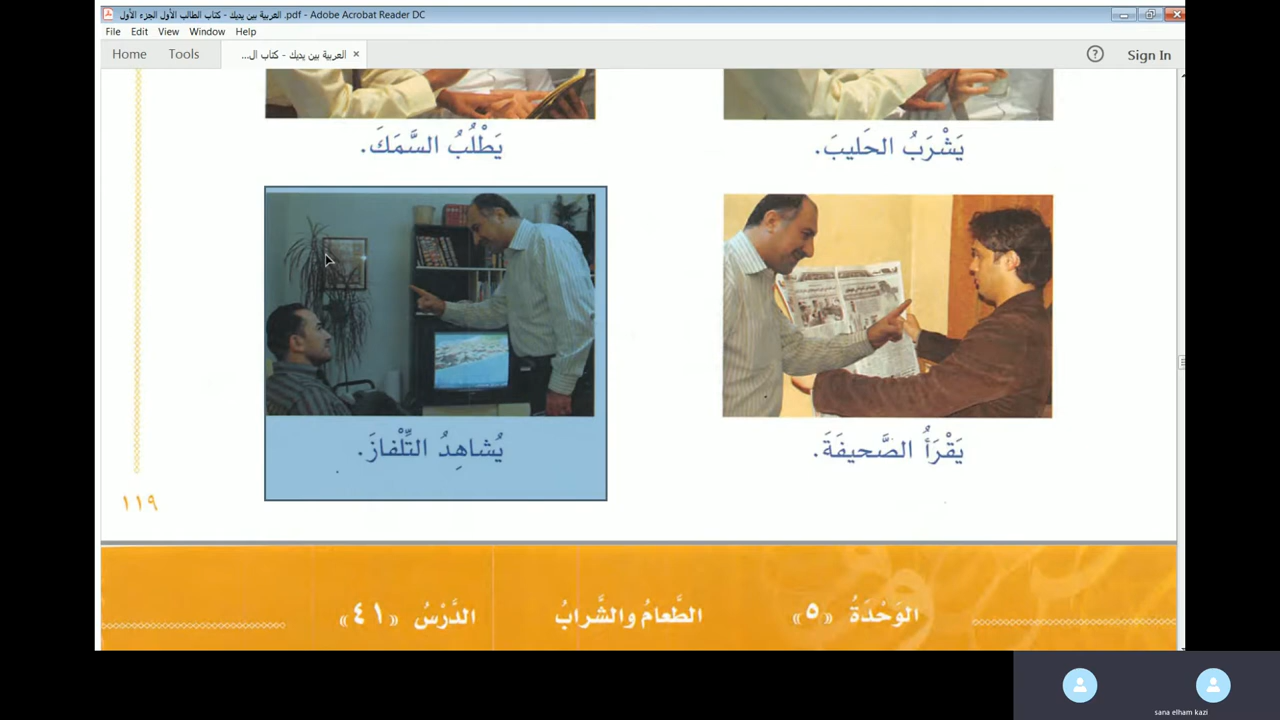 العربية بين يديك - كتاب الطالب الأول الجزء الأول.pdf - Adobe Acrobat Reader DC
File Edit View Window Help
Home Tools العربية بين يديك - كتاب ال... × ? Sign In
يَشْرَبُ الحَليبَ.
يَطْلُبُ السَّمَكَ.
يَقْرَأُ الصَّحيفَةَ.
يُشاهِدُ التِّلْفازَ.
١١٩
الوَحْدَةُ «٥» الطَّعامُ والشَّرابُ الدَّرْسُ «٤١»
sana elham kazi